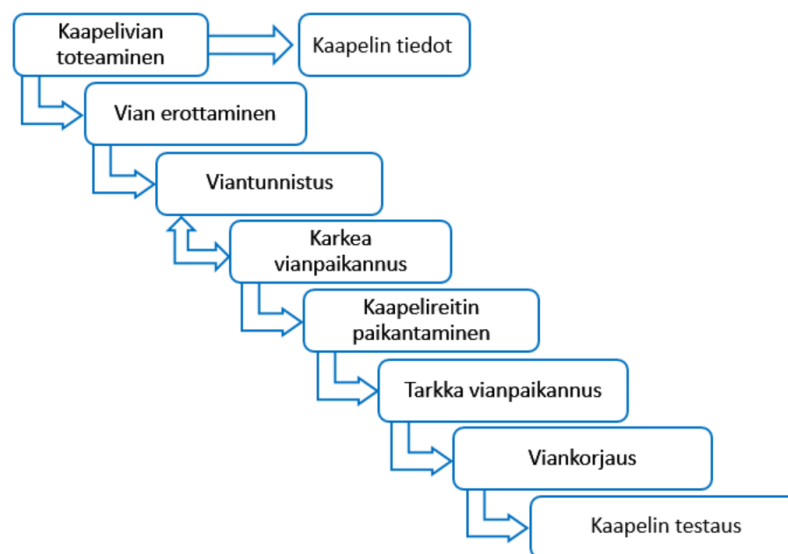 Kaapelivian
toteaminen
Kaapelin tiedot
Vian erottaminen
Viantunnistus
Karkea
vianpaikannus
Kaapelireitin
paikantaminen
Tarkka vianpaikannus
Viankorjaus
Kaapelin testaus